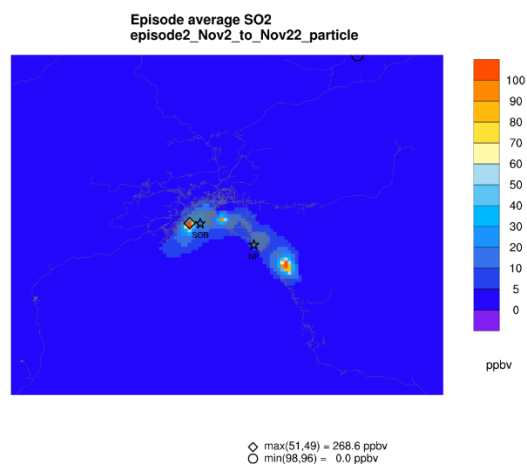 Episode average SO2
episode2_Nov2_to_Nov22_particle
SOB
NP
100
90
80
70
60
50
40
30
20
10
5
0
ppbv
max(51,49) = 268.6 ppbv
min(98,96) = 0.0 ppbv